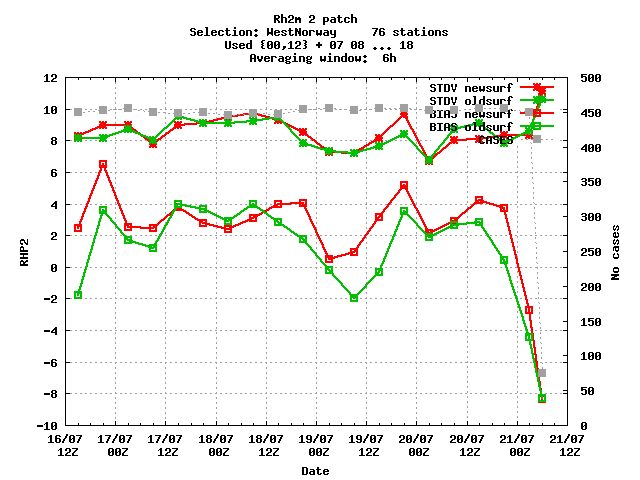 Rh2m 2 patch
Selection: WestNorway 76 stations
Used {00,12} + 07 08 ... 18
Averaging window: 6h
12 500
STDV newsurf
STDV oldsurf
10 450
BIAS newsurf
BIAS oldsurf
CASES
8 400
6 350
4 300
2 250
0 200
-2 150
-4 100
-6 50
-8 0
-10
RHP2
No cases
16/07 17/07 17/07 18/07 18/07 19/07 19/07 20/07 20/07 21/07 21/07
12Z 00Z 12Z 00Z 12Z 00Z 12Z 00Z 12Z 00Z 12Z
Date